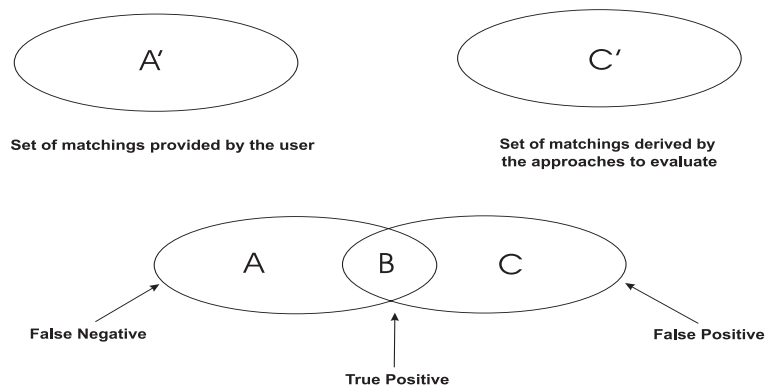 A′
C′
Set of matchings provided by the user
Set of matchings derived by
the approaches to evaluate
A
B
C
False Negative
False Positive
True Positive